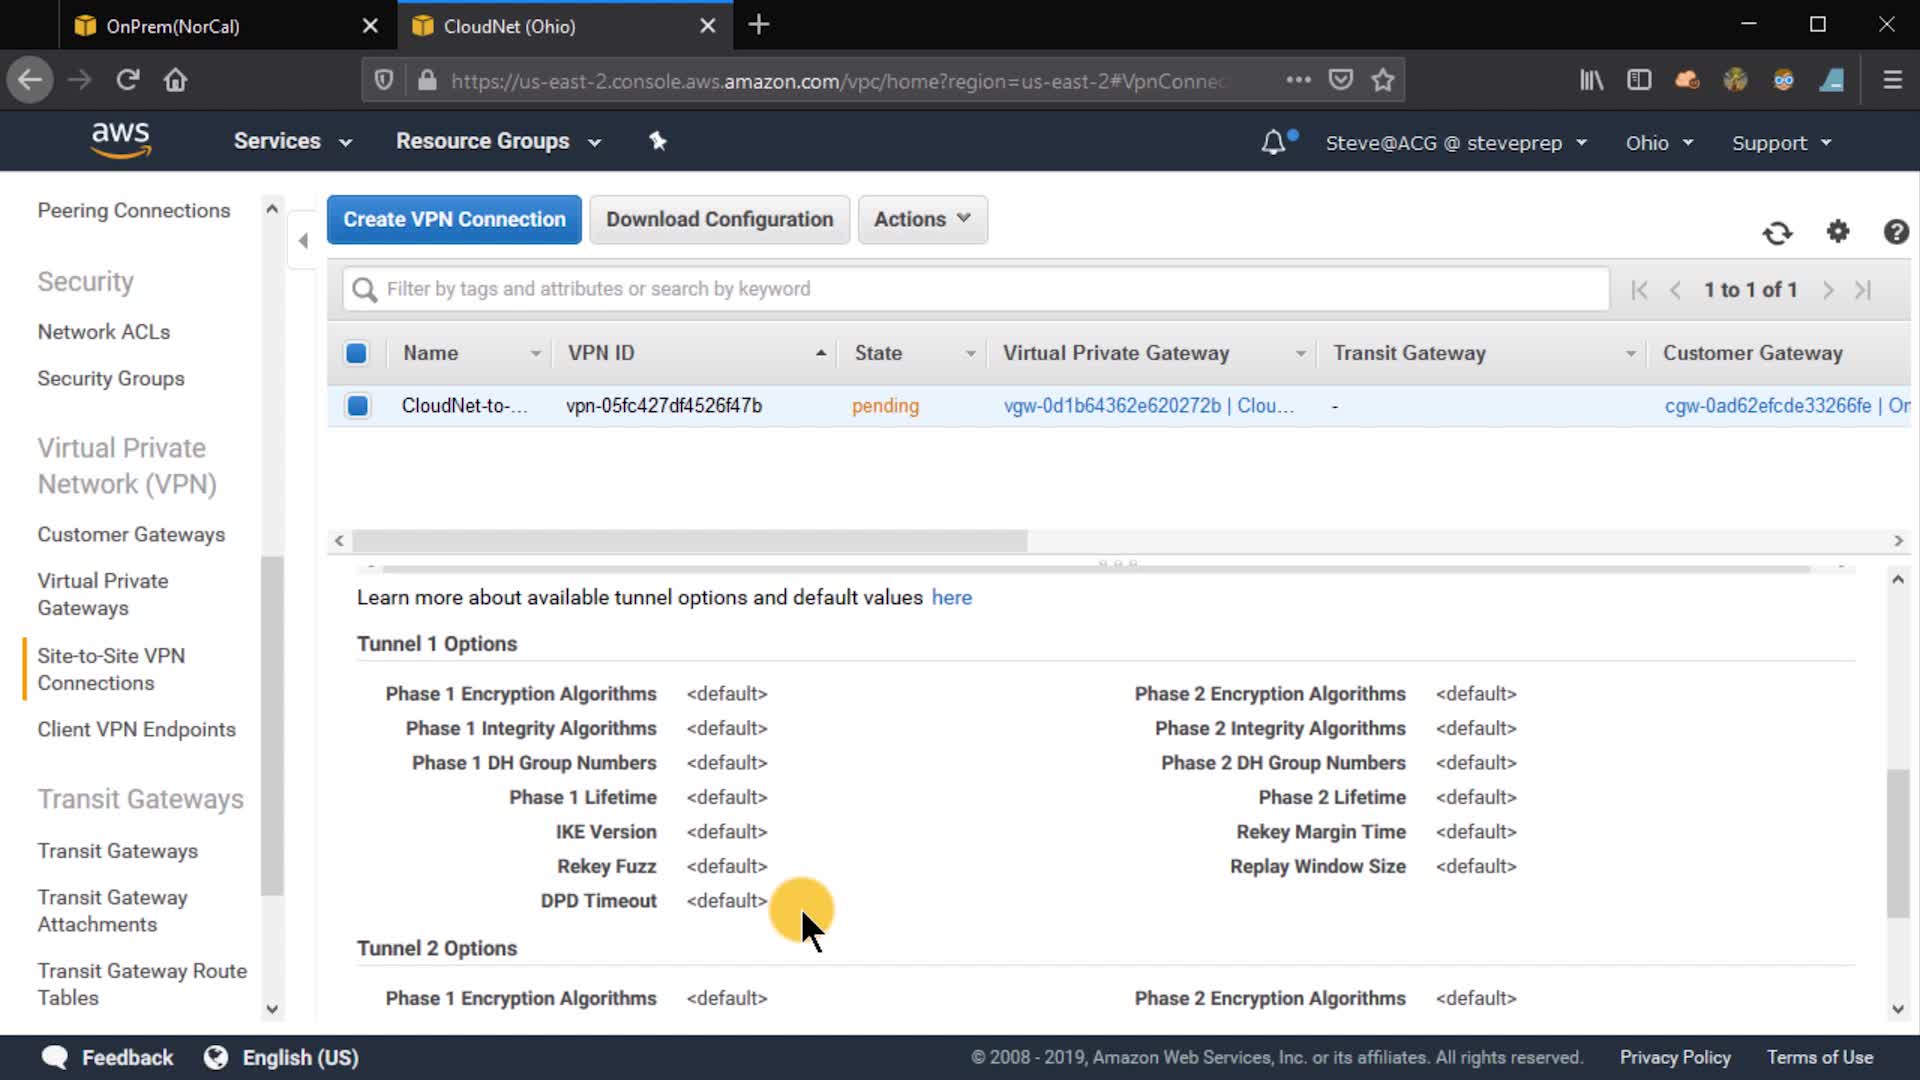 OnPrem(NorCal)
CloudNet (Ohio)
https://us-east-2.console.aws.amazon.com/vpc/home?region=us-east-2#VpnConnec
aws
Services
Resource Groups
Steve@ACG @ steveprep
Ohio
Support
Peering Connections
Security
Network ACLs
Security Groups
Virtual Private
Network (VPN)
Customer Gateways
Virtual Private
Gateways
Site-to-Site VPN
Connections
Client VPN Endpoints
Transit Gateways
Transit Gateways
Transit Gateway
Attachments
Transit Gateway Route
Tables
Create VPN Connection
Download Configuration
Actions
Filter by tags and attributes or search by keyword
1 to 1 of 1
Name VPN ID State Virtual Private Gateway Transit Gateway Customer Gateway
CloudNet-to-... vpn-05fc427df4526f47b pending vgw-0d1b64362e620272b | Clou... - cgw-0ad62efcde33266fe | Or
Learn more about available tunnel options and default values here
Tunnel 1 Options
Phase 1 Encryption Algorithms <default> Phase 2 Encryption Algorithms <default>
Phase 1 Integrity Algorithms <default> Phase 2 Integrity Algorithms <default>
Phase 1 DH Group Numbers <default> Phase 2 DH Group Numbers <default>
Phase 1 Lifetime <default> Phase 2 Lifetime <default>
IKE Version <default> Rekey Margin Time <default>
Rekey Fuzz <default> Replay Window Size <default>
DPD Timeout <default>
Tunnel 2 Options
Phase 1 Encryption Algorithms <default> Phase 2 Encryption Algorithms <default>
Feedback
English (US)
© 2008 - 2019, Amazon Web Services, Inc. or its affiliates. All rights reserved.
Privacy Policy
Terms of Use